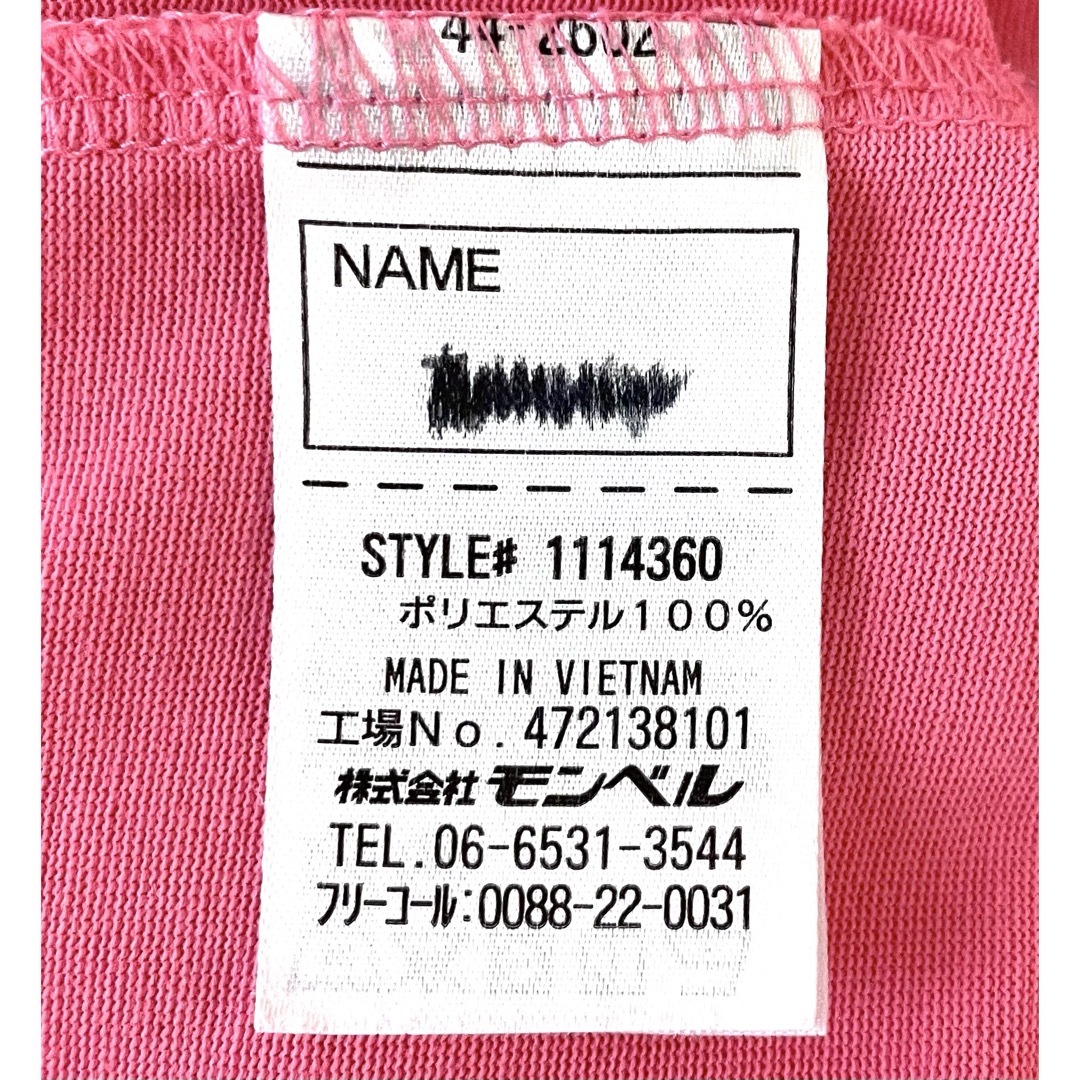 44-2602
NAME
STYLE# 1114360
ポリエステル１００％
MADE IN VIETNAM
工場Ｎｏ．472138101
株式会社モンベル
TEL.06-6531-3544
フリーコール:0088-22-0031